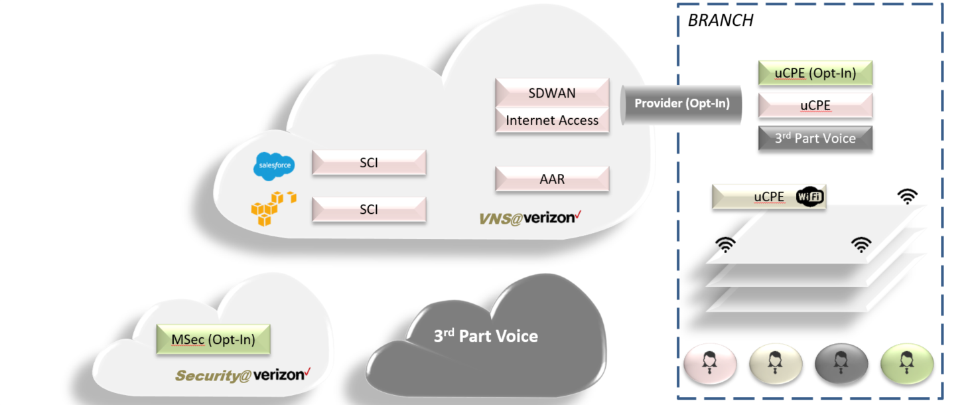 BRANCH
uCPE (Opt-In)
SDWAN
Provider (Opt-In)
uCPE
Internet Access
3rd Part Voice
salesforce
SCI
AAR
uCPE WiFi
SCI
VNS@verizon✓
3rd Part Voice
MSec (Opt-In)
Security@verizon✓